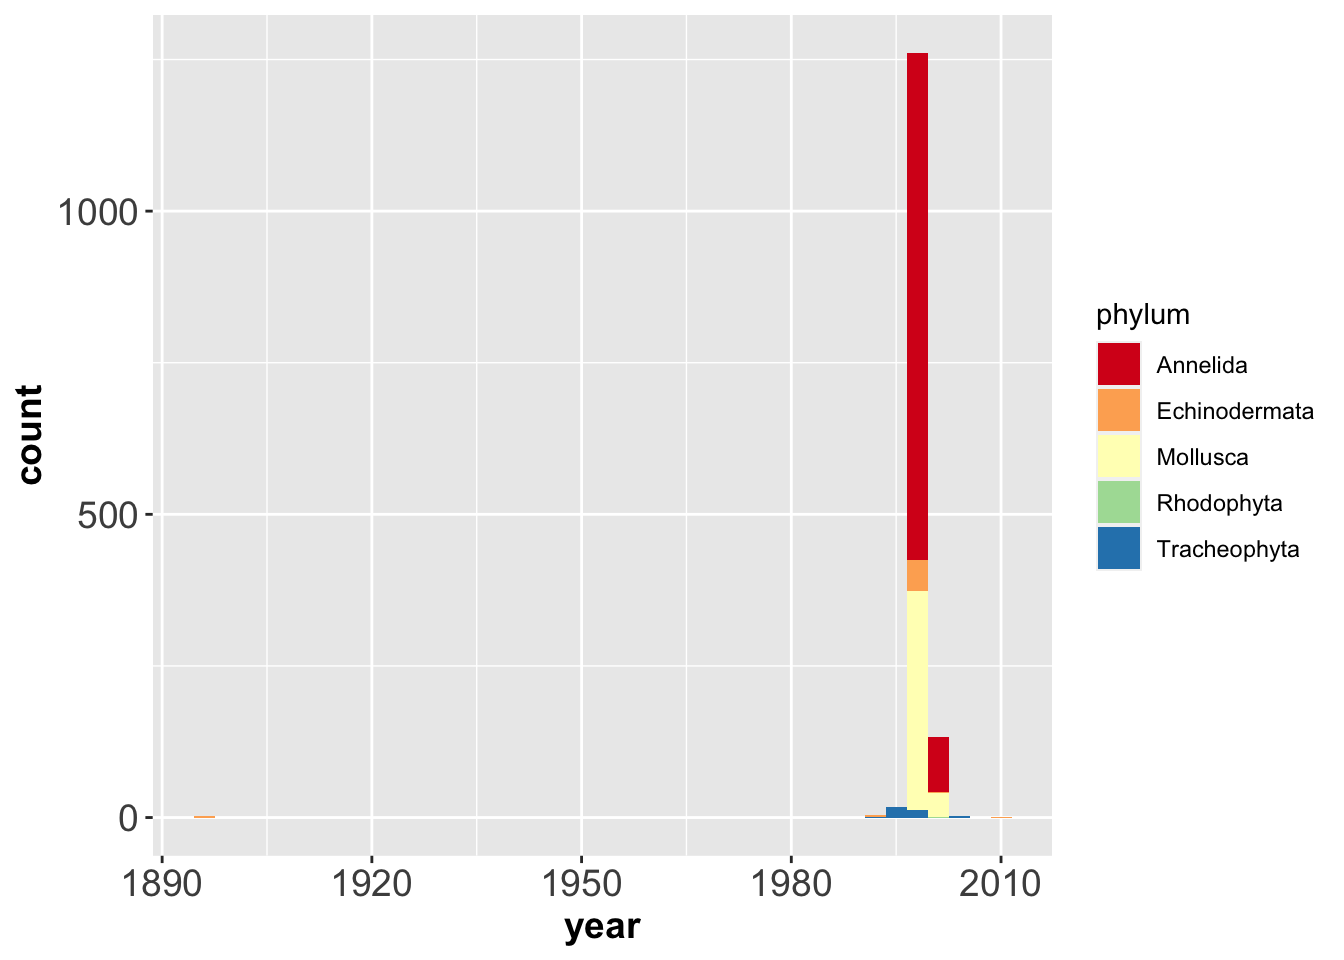 1000
500
0
count
1890 1920 1950 1980 2010
year
phylum
Annelida
Echinodermata
Mollusca
Rhodophyta
Tracheophyta